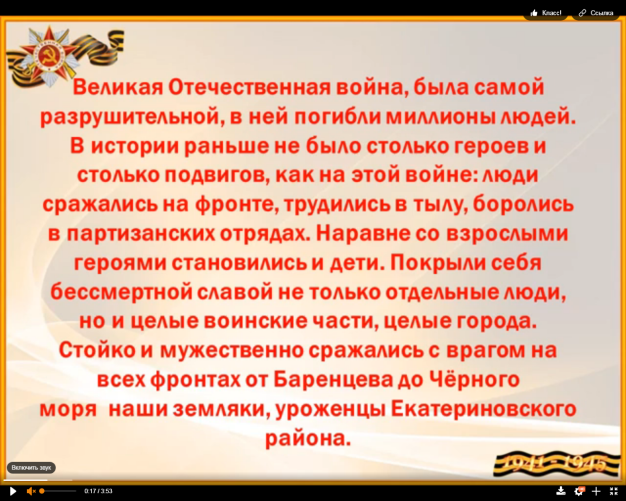 Класс!
Ссылка
Великая Отечественная война, была самой
разрушительной, в ней погибли миллионы людей.
В истории раньше не было столько героев и
столько подвигов, как на этой войне: люди
сражались на фронте, трудились в тылу, боролись
в партизанских отрядах. Наравне со взрослыми
героями становились и дети. Покрыли себя
бессмертной славой не только отдельные люди,
но и целые воинские части, целые города.
Стойко и мужественно сражались с врагом на
всех фронтах от Баренцева до Чёрного
моря наши земляки, уроженцы Екатериновского
района.
1941 - 1945
Включить звук
0:17 / 3:53